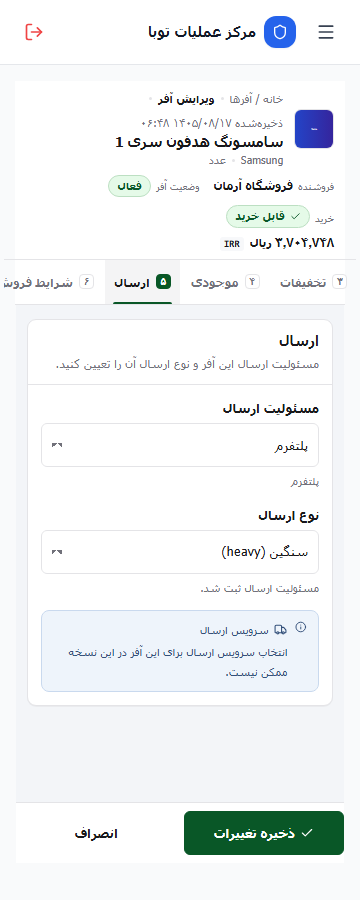 مرکز عملیات توبا
خانه / آفرها • ویرایش آفر •
ذخیره‌شده ۱۴۰۵/۰۸/۱۷ ۰۶:۴۸
سامسونگ هدفون سری 1
Samsung • عدد
فروشنده فروشگاه آرمان وضعیت آفر فعال
خرید قابل خرید
۳,۷۰۴,۷۴۸ ریال IRR
۳ تخفیفات ۴ موجودی ۵ ارسال ۶ شرایط فروش
ارسال
مسئولیت ارسال این آفر و نوع ارسال آن را تعیین کنید.
مسئولیت ارسال
پلتفرم
پلتفرم
نوع ارسال
سنگین (heavy)
مسئولیت ارسال ثبت شد.
سرویس ارسال
انتخاب سرویس ارسال برای این آفر در این نسخه
ممکن نیست.
ذخیره تغییرات انصراف